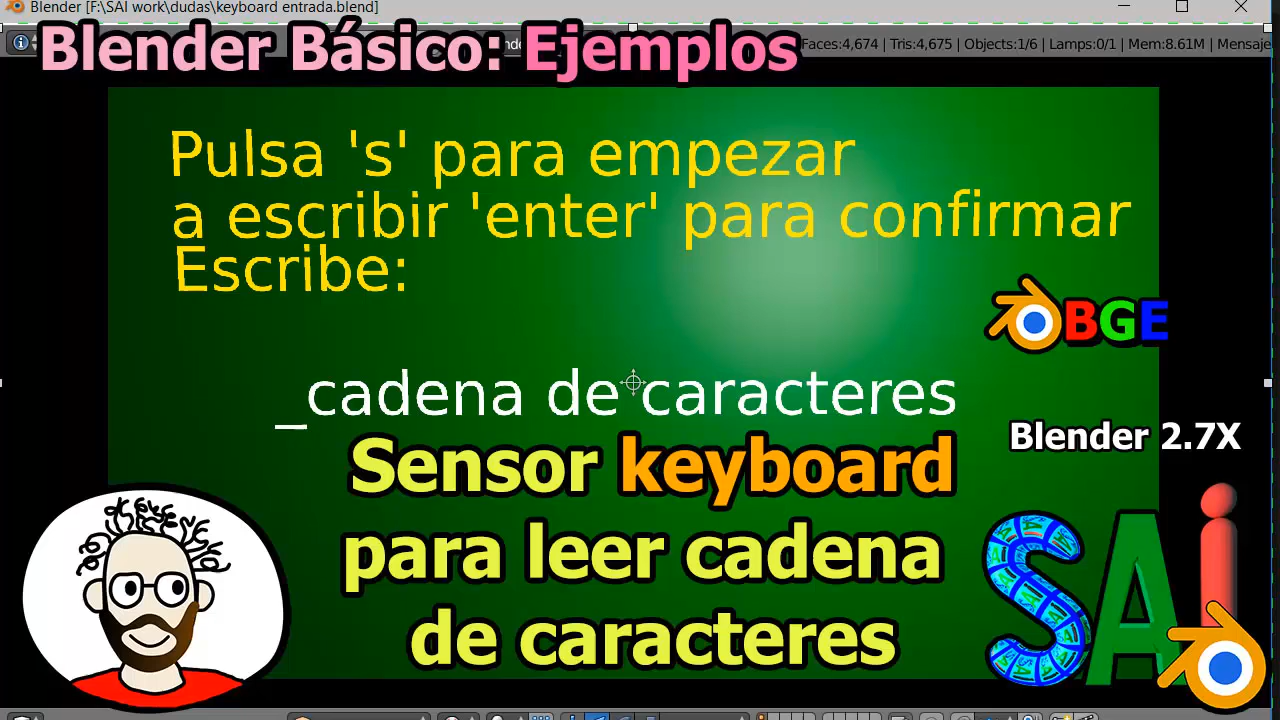 Blender [F:\SAI work\dudas\keyboard entrada.blend]
Blender Básico: Ejemplos
Faces:4,674 | Tris:4,675 | Objects:1/6 | Lamps:0/1 | Mem:8.61M | Mensaje
Pulsa 's' para empezar
a escribir 'enter' para confirmar
Escribe:
BGE
_cadena de caracteres
Blender 2.7X
Sensor keyboard
para leer cadena
de caracteres
SAi